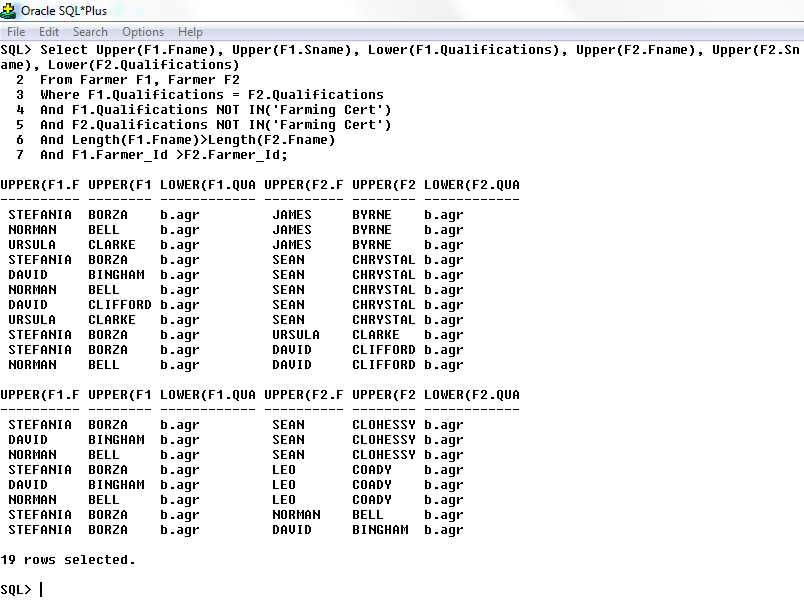 Oracle SQL*Plus
File Edit Search Options Help
SQL> Select Upper(F1.Fname), Upper(F1.Sname), Lower(F1.Qualifications), Upper(F2.Fname), Upper(F2.Sn
ame), Lower(F2.Qualifications)
2 From Farmer F1, Farmer F2
3 Where F1.Qualifications = F2.Qualifications
4 And F1.Qualifications NOT IN('Farming Cert')
5 And F2.Qualifications NOT IN('Farming Cert')
6 And Length(F1.Fname)>Length(F2.Fname)
7 And F1.Farmer_Id >F2.Farmer_Id;
UPPER(F1.F UPPER(F1 LOWER(F1.QUA UPPER(F2.F UPPER(F2 LOWER(F2.QUA
---------- -------- ------------ ---------- -------- ------------
STEFANIA BORZA b.agr JAMES BYRNE b.agr
NORMAN BELL b.agr JAMES BYRNE b.agr
URSULA CLARKE b.agr JAMES BYRNE b.agr
STEFANIA BORZA b.agr SEAN CHRYSTAL b.agr
DAVID BINGHAM b.agr SEAN CHRYSTAL b.agr
NORMAN BELL b.agr SEAN CHRYSTAL b.agr
DAVID CLIFFORD b.agr SEAN CHRYSTAL b.agr
URSULA CLARKE b.agr SEAN CHRYSTAL b.agr
STEFANIA BORZA b.agr URSULA CLARKE b.agr
STEFANIA BORZA b.agr DAVID CLIFFORD b.agr
NORMAN BELL b.agr DAVID CLIFFORD b.agr
UPPER(F1.F UPPER(F1 LOWER(F1.QUA UPPER(F2.F UPPER(F2 LOWER(F2.QUA
---------- -------- ------------ ---------- -------- ------------
STEFANIA BORZA b.agr SEAN CLOHESSY b.agr
DAVID BINGHAM b.agr SEAN CLOHESSY b.agr
NORMAN BELL b.agr SEAN CLOHESSY b.agr
STEFANIA BORZA b.agr LEO COADY b.agr
DAVID BINGHAM b.agr LEO COADY b.agr
NORMAN BELL b.agr LEO COADY b.agr
STEFANIA BORZA b.agr NORMAN BELL b.agr
STEFANIA BORZA b.agr DAVID BINGHAM b.agr
19 rows selected.
SQL>